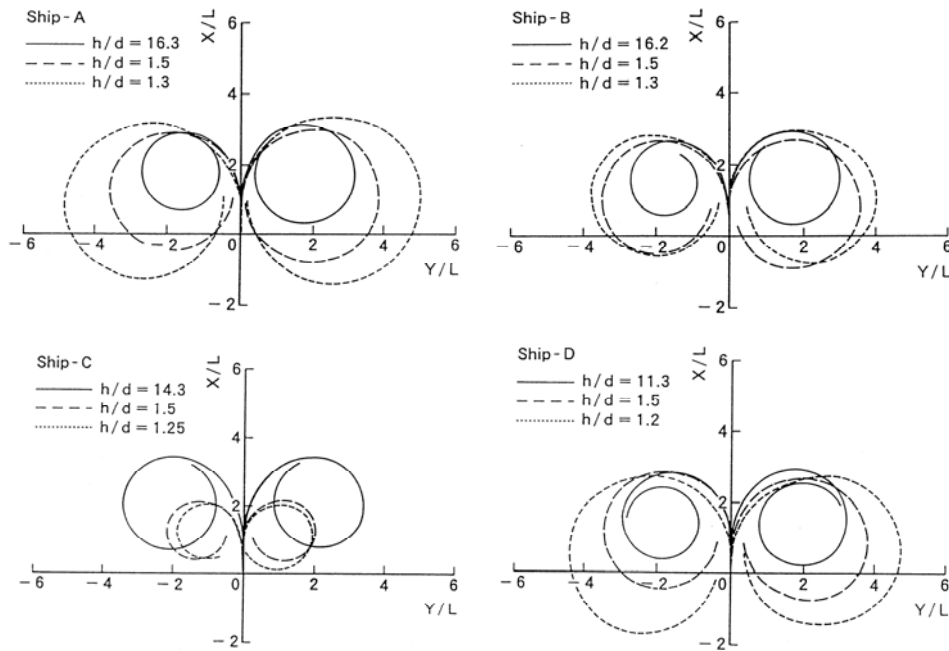 Ship-A
h/d = 16.3
h/d = 1.5
h/d = 1.3
X/L
6
4
2
0
-2
-6
-4
-2
2
4
6
Y/L
Ship-B
h/d = 16.2
h/d = 1.5
h/d = 1.3
X/L
6
4
2
0
-2
-6
-4
-2
2
4
6
Y/L
Ship-C
h/d = 14.3
h/d = 1.5
h/d = 1.25
X/L
6
4
2
0
-2
-6
-4
-2
2
4
6
Y/L
Ship-D
h/d = 11.3
h/d = 1.5
h/d = 1.2
X/L
6
4
2
0
-2
-6
-4
-2
2
4
6
Y/L